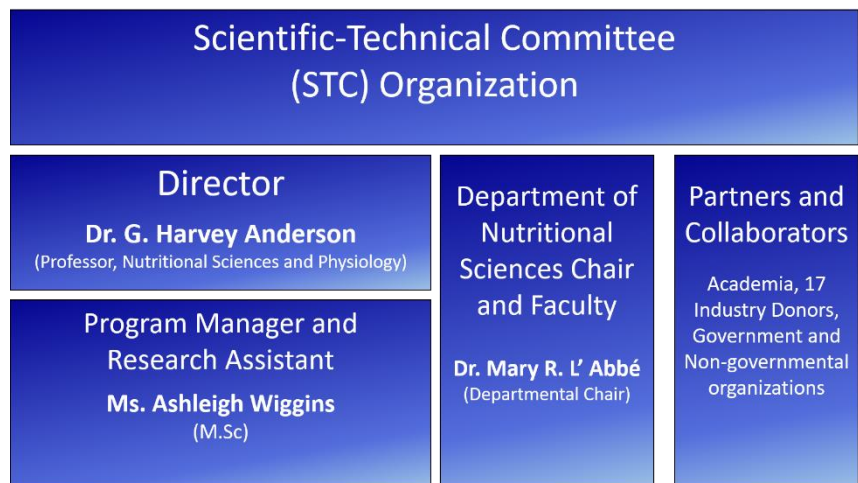 Scientific-Technical Committee
(STC) Organization
Director
Dr. G. Harvey Anderson
(Professor, Nutritional Sciences and Physiology)
Program Manager and
Research Assistant
Ms. Ashleigh Wiggins
(M.Sc)
Department of
Nutritional
Sciences Chair
and Faculty
Dr. Mary R. L’ Abbé
(Departmental Chair)
Partners and
Collaborators
Academia, 17
Industry Donors,
Government and
Non-governmental
organizations